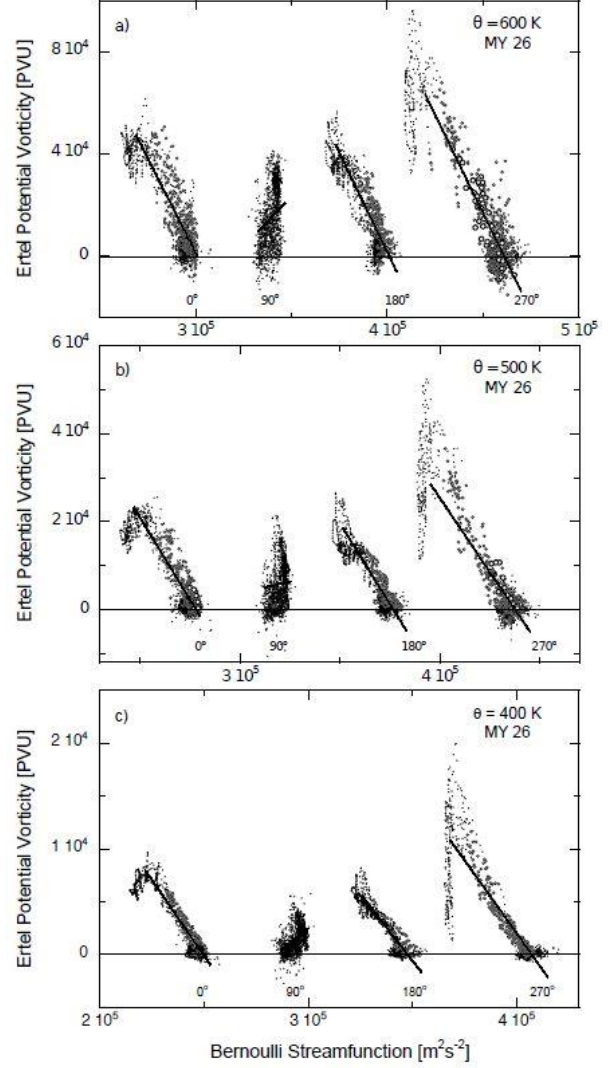 a)
θ = 600 K
MY 26
8 10⁴
4 10⁴
0
Ertel Potential Vorticity [PVU]
0°
90°
180°
270°
3 10⁵
4 10⁵
5 10⁵
b)
θ = 500 K
MY 26
6 10⁴
4 10⁴
2 10⁴
0
Ertel Potential Vorticity [PVU]
0°
90°
180°
270°
3 10⁵
4 10⁵
c)
θ = 400 K
MY 26
2 10⁴
1 10⁴
0
Ertel Potential Vorticity [PVU]
0°
90°
180°
270°
2 10⁵
3 10⁵
4 10⁵
Bernoulli Streamfunction [m²s⁻²]